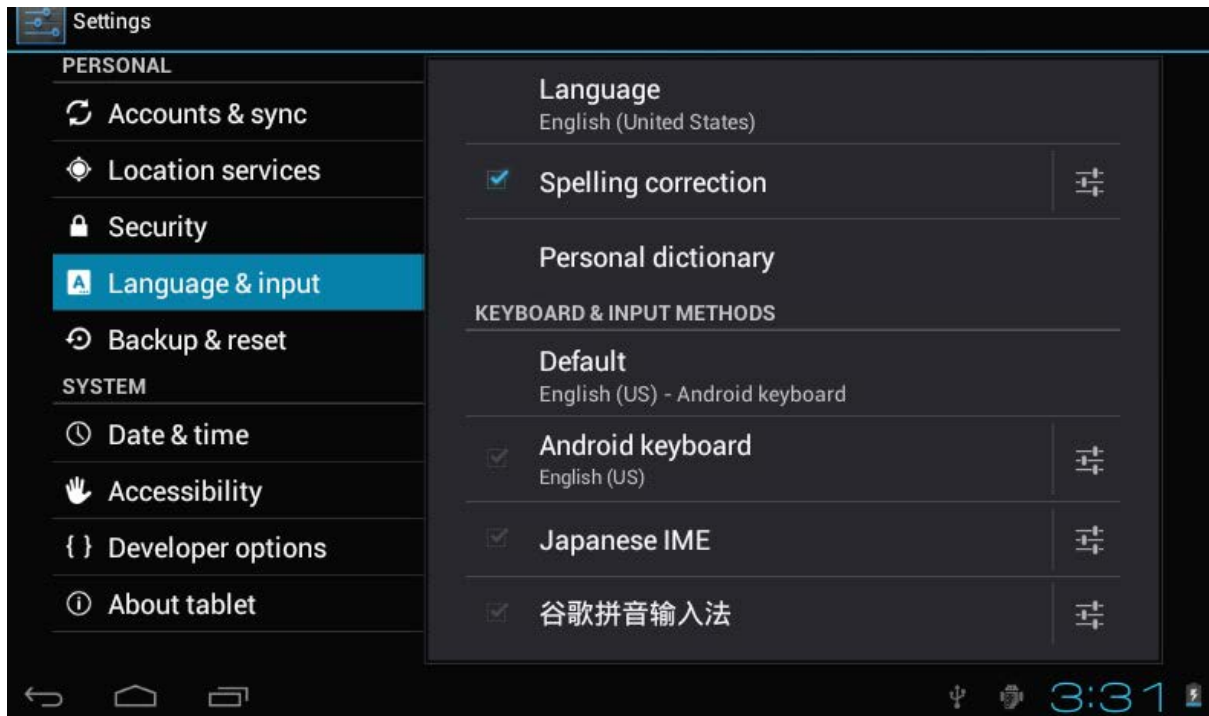 Settings
PERSONAL
Accounts & sync
Location services
Security
Language & input
Backup & reset
SYSTEM
Date & time
Accessibility
{ } Developer options
About tablet
Language
English (United States)
Spelling correction
Personal dictionary
KEYBOARD & INPUT METHODS
Default
English (US) - Android keyboard
Android keyboard
English (US)
Japanese IME
谷歌拼音输入法
3:31